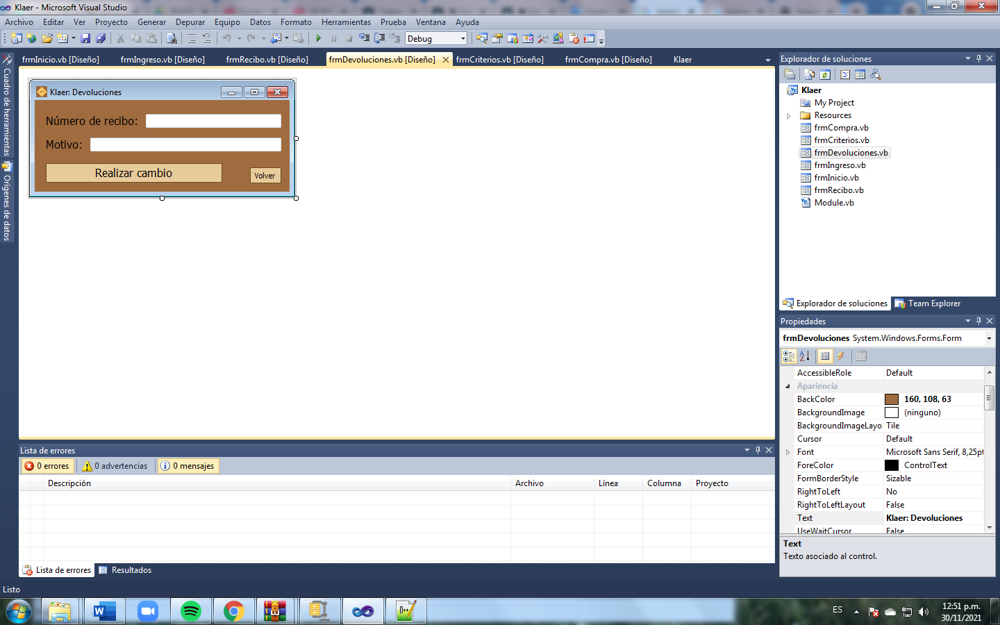 Klaer - Microsoft Visual Studio
Archivo Editar Ver Proyecto Generar Depurar Equipo Datos Formato Herramientas Prueba Ventana Ayuda
Debug
frmInicio.vb [Diseño] frmIngreso.vb [Diseño] frmRecibo.vb [Diseño] frmDevoluciones.vb [Diseño] frmCriterios.vb [Diseño] frmCompra.vb [Diseño] Klaer
Cuadro de herramientas
Orígenes de datos
Klaer: Devoluciones
Número de recibo:
Motivo:
Realizar cambio
Volver
Explorador de soluciones
Klaer
My Project
Resources
frmCompra.vb
frmCriterios.vb
frmDevoluciones.vb
frmIngreso.vb
frmInicio.vb
frmRecibo.vb
Module.vb
Explorador de soluciones Team Explorer
Propiedades
frmDevoluciones System.Windows.Forms.Form
AccessibleRole Default
Apariencia
BackColor 160, 108, 63
BackgroundImage (ninguno)
BackgroundImageLayo Tile
Cursor Default
Font Microsoft Sans Serif, 8,25pt
ForeColor ControlText
FormBorderStyle Sizable
RightToLeft No
RightToLeftLayout False
Text Klaer: Devoluciones
UseWaitCursor False
Text
Texto asociado al control.
Lista de errores
0 errores 0 advertencias 0 mensajes
Descripción Archivo Línea Columna Proyecto
Lista de errores Resultados
Listo
ES
12:51 p.m.
30/11/2021